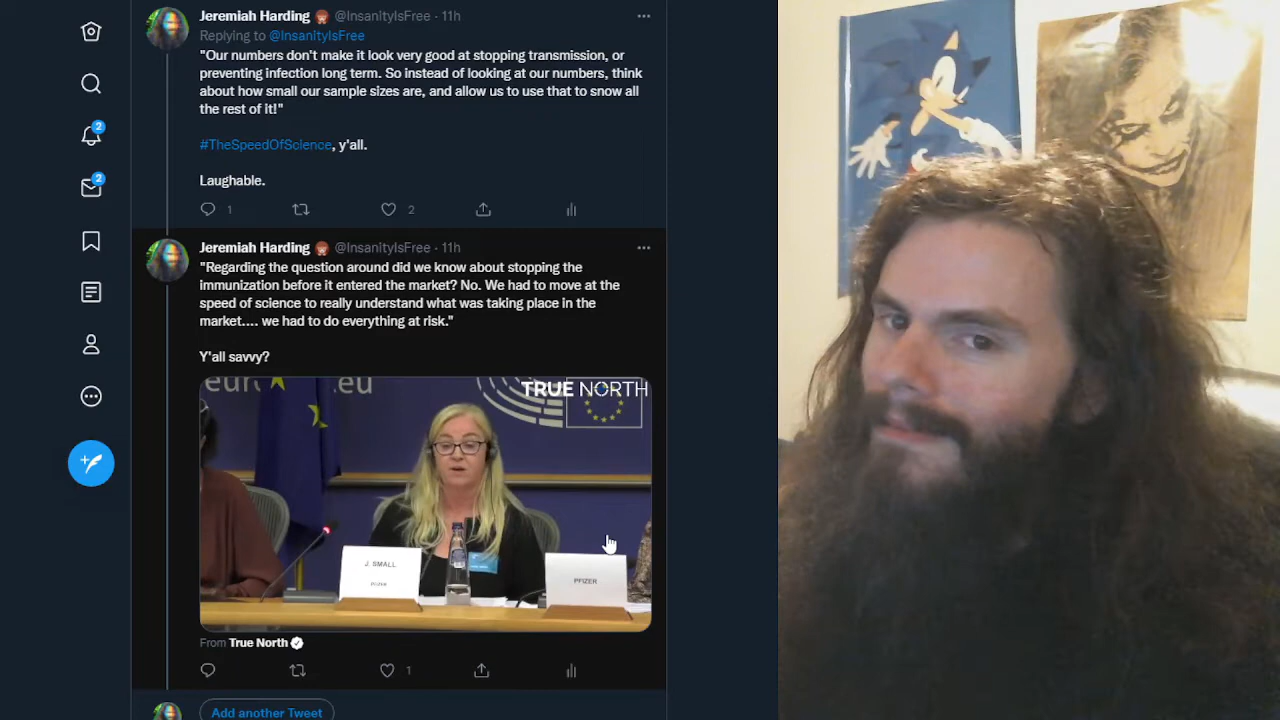 Jeremiah Harding @InsanityIsFree · 11h
Replying to @InsanityIsFree
"Our numbers don't make it look very good at stopping transmission, or
preventing infection long term. So instead of looking at our numbers, think
about how small our sample sizes are, and allow us to use that to snow all
the rest of it!"
#TheSpeedOfScience, y'all.
Laughable.
1
2
2
2
Jeremiah Harding @InsanityIsFree · 11h
"Regarding the question around did we know about stopping the
immunization before it entered the market? No. We had to move at the
speed of science to really understand what was taking place in the
market.... we had to do everything at risk."
Y'all savvy?
.eu
TRUE NORTH
J. SMALL
PFIZER
PFIZER
From True North
1
Add another Tweet